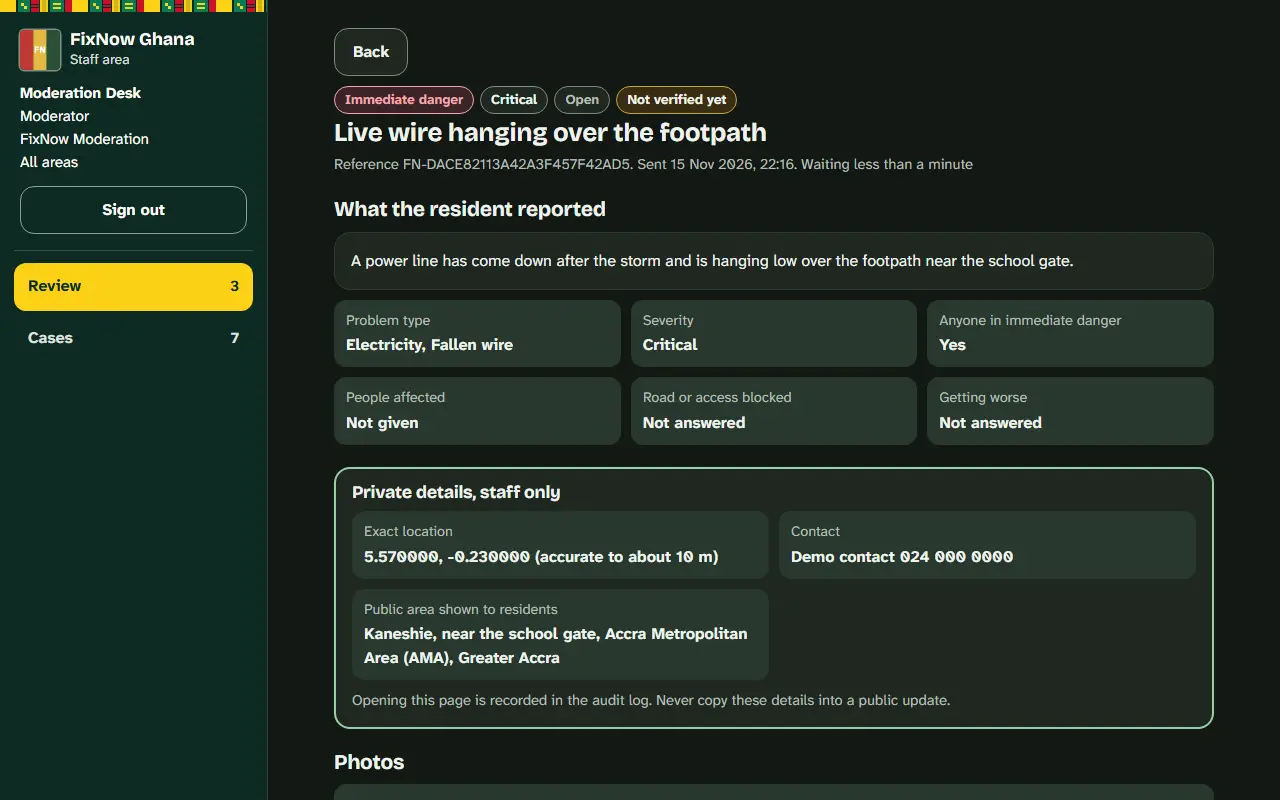 FN
FixNow Ghana
Staff area
Moderation Desk
Moderator
FixNow Moderation
All areas
Sign out
Review 3
Cases 7
Back
Immediate danger Critical Open Not verified yet
Live wire hanging over the footpath
Reference FN-DACE82113A42A3F457F42AD5. Sent 15 Nov 2026, 22:16. Waiting less than a minute
What the resident reported
A power line has come down after the storm and is hanging low over the footpath near the school gate.
Problem type
Electricity, Fallen wire
Severity
Critical
Anyone in immediate danger
Yes
People affected
Not given
Road or access blocked
Not answered
Getting worse
Not answered
Private details, staff only
Exact location
5.570000, -0.230000 (accurate to about 10 m)
Contact
Demo contact 024 000 0000
Public area shown to residents
Kaneshie, near the school gate, Accra Metropolitan
Area (AMA), Greater Accra
Opening this page is recorded in the audit log. Never copy these details into a public update.
Photos